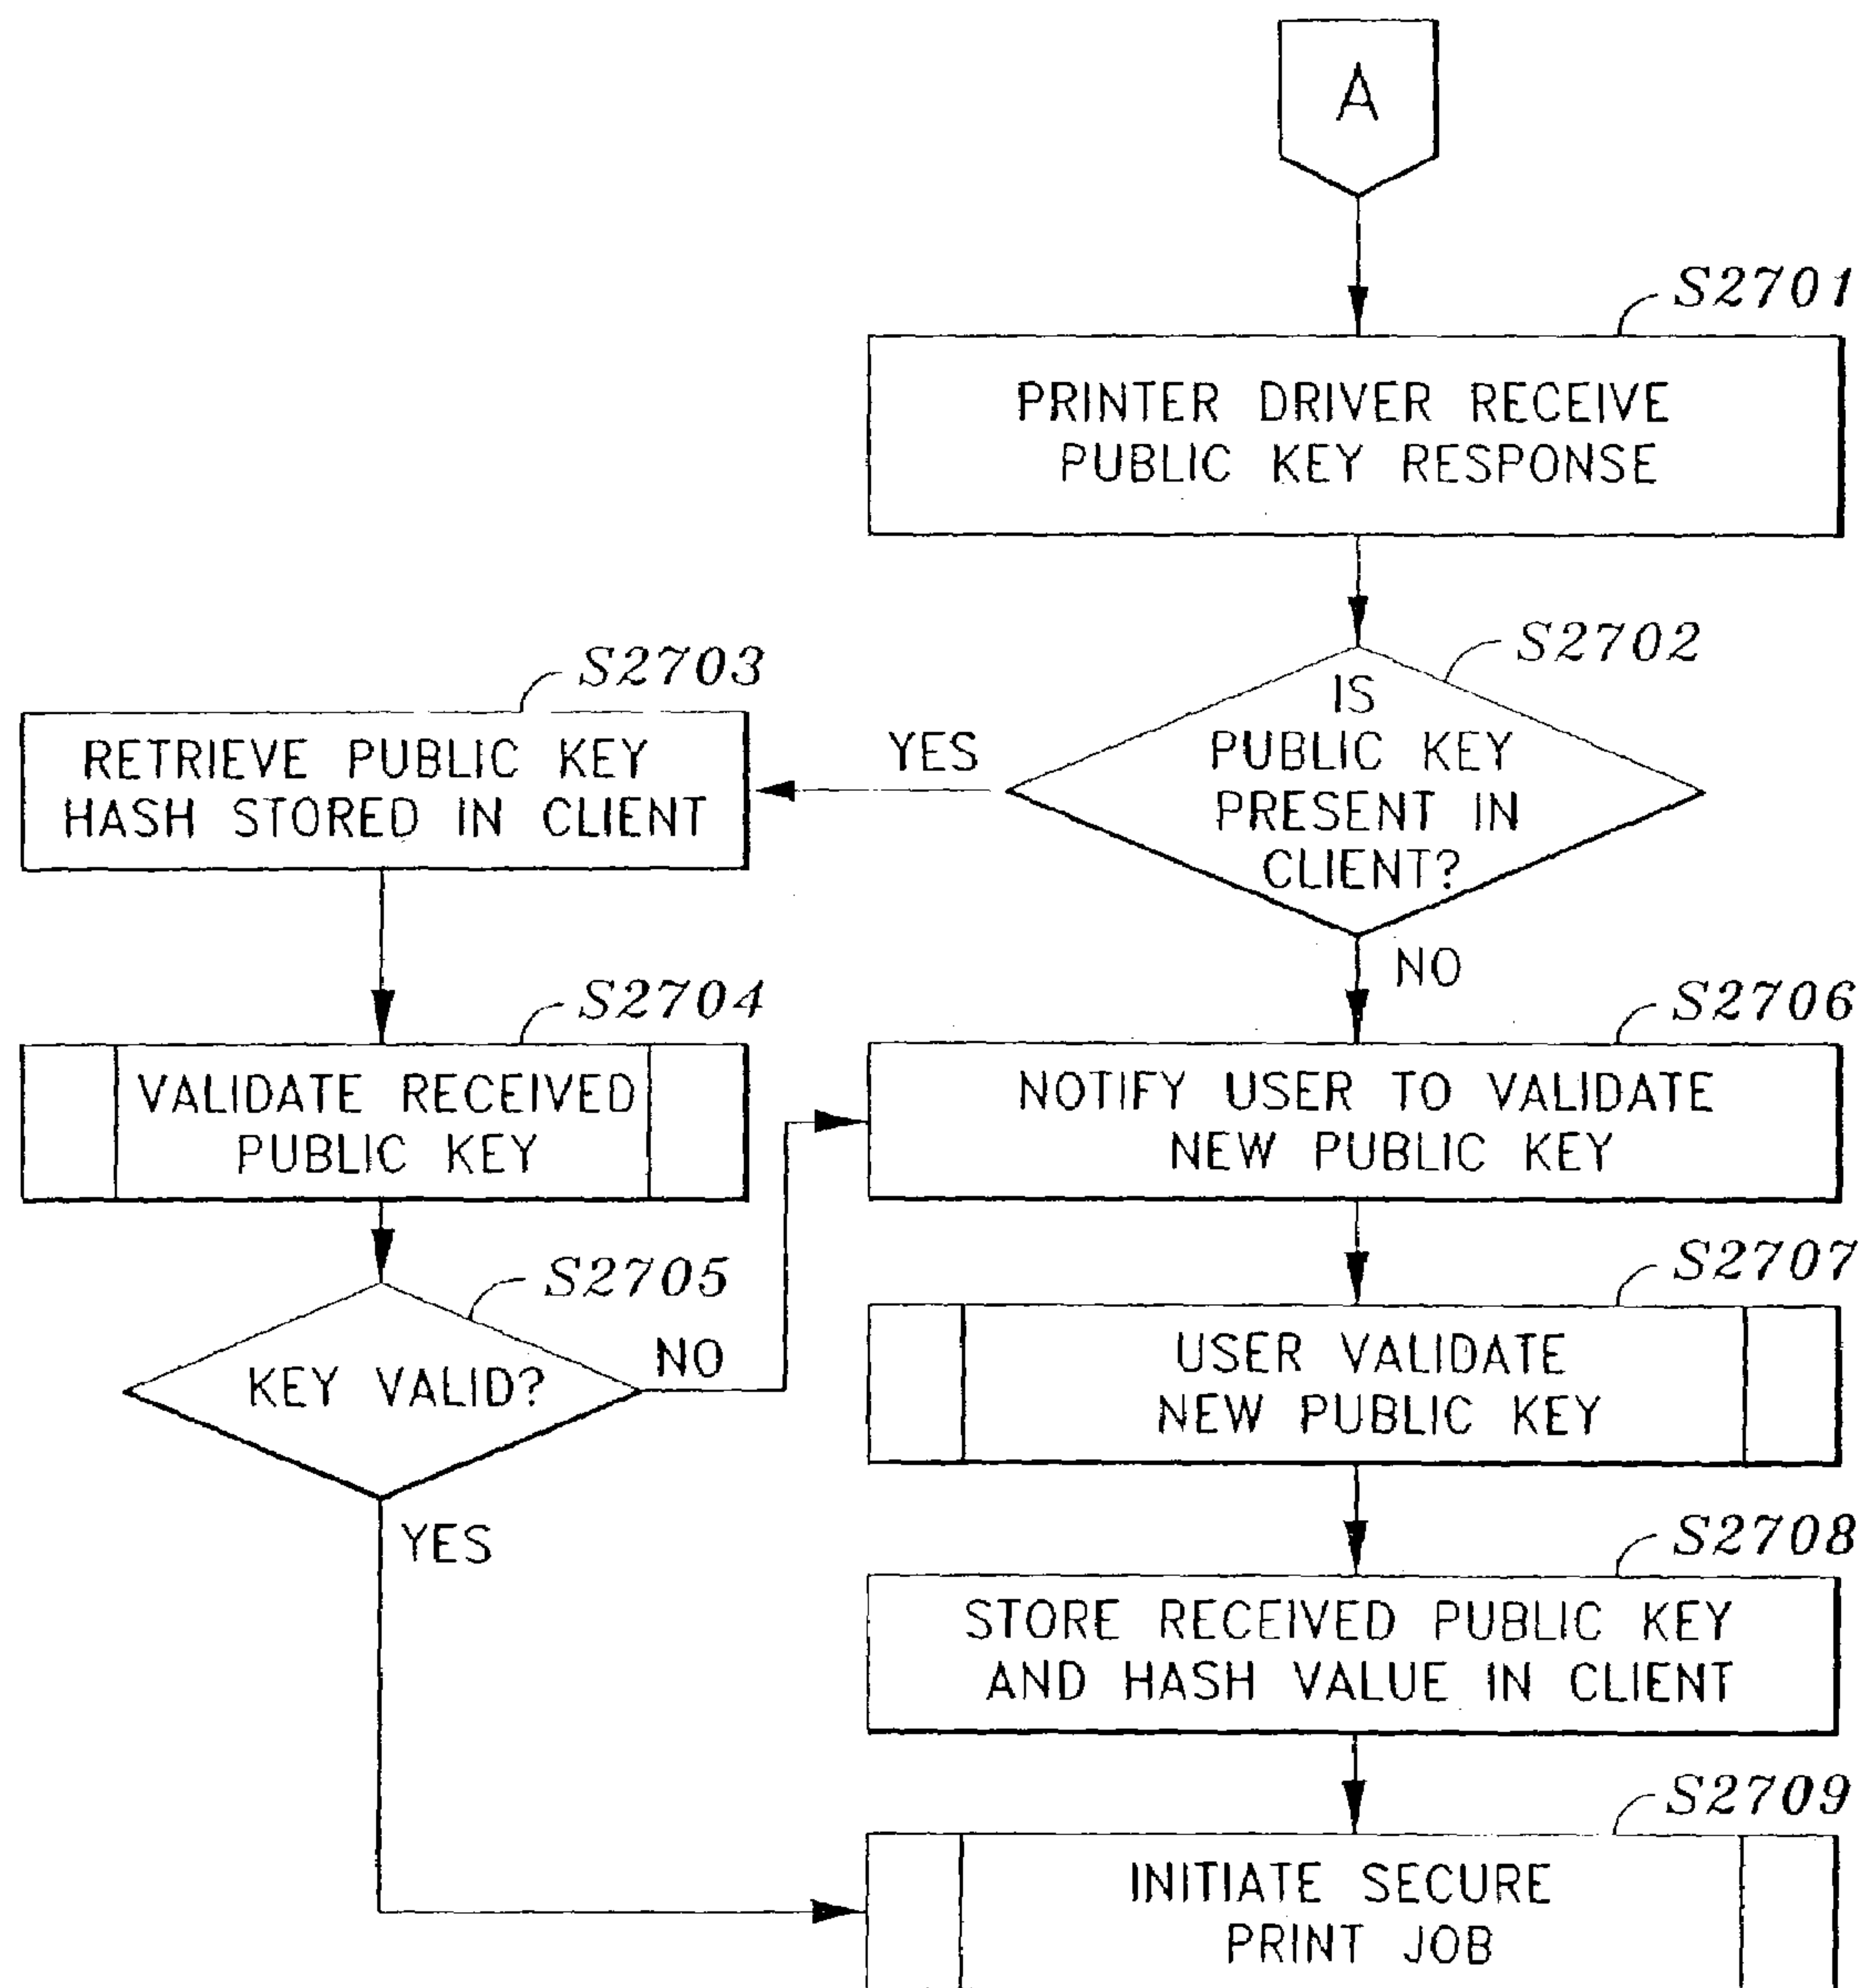 A
S2701
PRINTER DRIVER RECEIVE
PUBLIC KEY RESPONSE
S2702
IS
PUBLIC KEY
PRESENT IN
CLIENT?
YES
NO
S2703
RETRIEVE PUBLIC KEY
HASH STORED IN CLIENT
S2704
VALIDATE RECEIVED
PUBLIC KEY
S2705
KEY VALID?
NO
YES
S2706
NOTIFY USER TO VALIDATE
NEW PUBLIC KEY
S2707
USER VALIDATE
NEW PUBLIC KEY
S2708
STORE RECEIVED PUBLIC KEY
AND HASH VALUE IN CLIENT
S2709
INITIATE SECURE
PRINT JOB